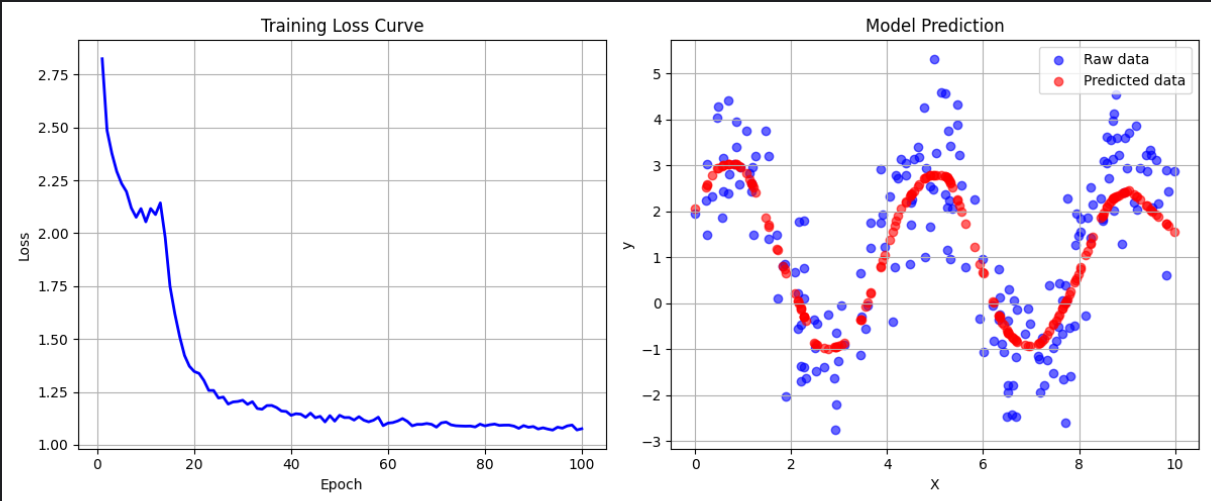 Training Loss Curve
2.75
2.50
2.25
2.00
1.75
1.50
1.25
1.00
Loss
0 20 40 60 80 100
Epoch
Model Prediction
Raw data
Predicted data
5
4
3
2
1
0
−1
−2
−3
y
0 2 4 6 8 10
X